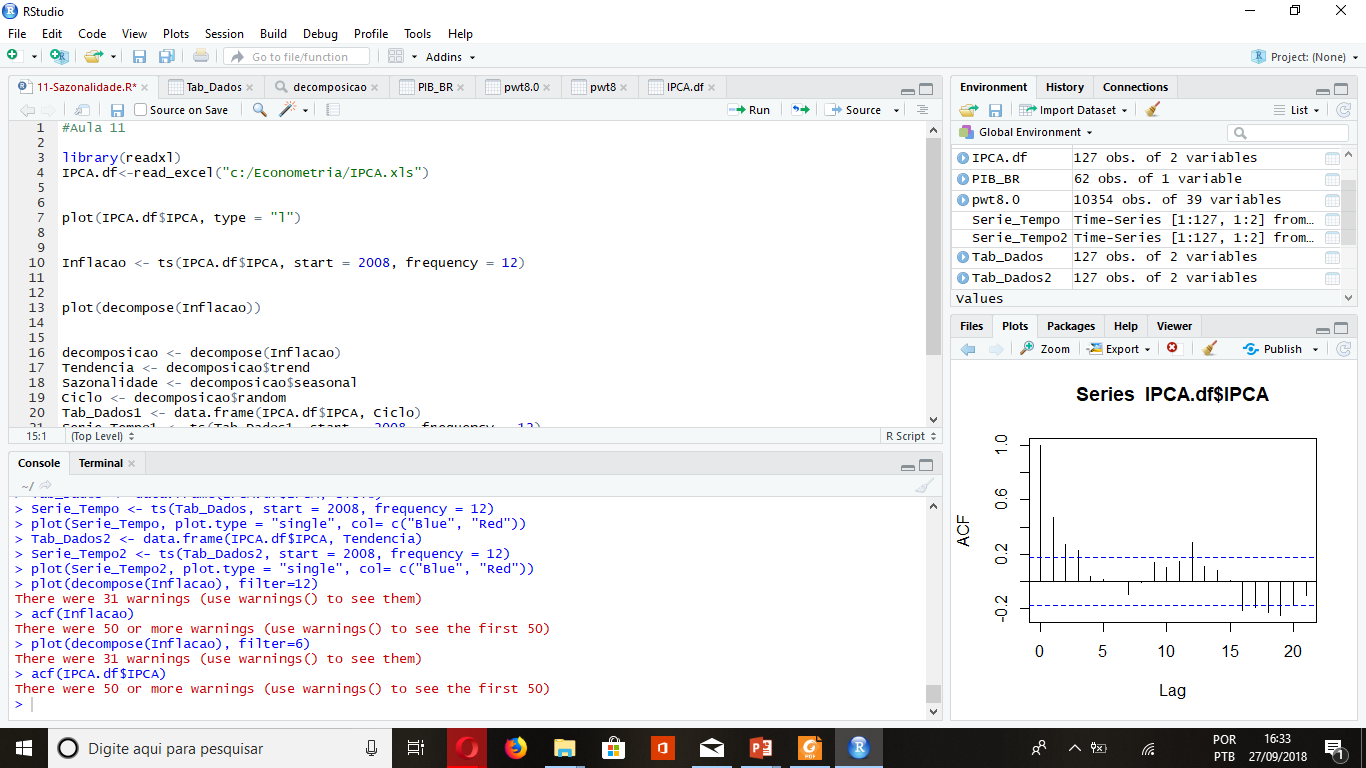 RStudio
File Edit Code View Plots Session Build Debug Profile Tools Help
Go to file/function Addins Project: (None)
11-Sazonalidade.R* Tab_Dados decomposicao PIB_BR pwt8.0 pwt8 IPCA.df
Source on Save Run Source
1 #Aula 11
2
3 library(readxl)
4 IPCA.df<-read_excel("c:/Econometria/IPCA.xls")
5
6
7 plot(IPCA.df$IPCA, type = "l")
8
9
10 Inflacao <- ts(IPCA.df$IPCA, start = 2008, frequency = 12)
11
12
13 plot(decompose(Inflacao))
14
15
16 decomposicao <- decompose(Inflacao)
17 Tendencia <- decomposicao$trend
18 Sazonalidade <- decomposicao$seasonal
19 Ciclo <- decomposicao$random
20 Tab_Dados1 <- data.frame(IPCA.df$IPCA, Ciclo)
21 Serie_Tempo1 <- ts(Tab_Dados1, start = 2008, frequency = 12)
15:1 (Top Level) R Script
Console Terminal
~/
> Serie_Tempo <- ts(Tab_Dados, start = 2008, frequency = 12)
> plot(Serie_Tempo, plot.type = "single", col= c("Blue", "Red"))
> Tab_Dados2 <- data.frame(IPCA.df$IPCA, Tendencia)
> Serie_Tempo2 <- ts(Tab_Dados2, start = 2008, frequency = 12)
> plot(Serie_Tempo2, plot.type = "single", col= c("Blue", "Red"))
> plot(decompose(Inflacao), filter=12)
There were 31 warnings (use warnings() to see them)
> acf(Inflacao)
There were 50 or more warnings (use warnings() to see the first 50)
> plot(decompose(Inflacao), filter=6)
There were 31 warnings (use warnings() to see them)
> acf(IPCA.df$IPCA)
There were 50 or more warnings (use warnings() to see the first 50)
>
Environment History Connections
Import Dataset List
Global Environment
IPCA.df 127 obs. of 2 variables
PIB_BR 62 obs. of 1 variable
pwt8.0 10354 obs. of 39 variables
Serie_Tempo Time-Series [1:127, 1:2] from…
Serie_Tempo2 Time-Series [1:127, 1:2] from…
Tab_Dados 127 obs. of 2 variables
Tab_Dados2 127 obs. of 2 variables
Values
Files Plots Packages Help Viewer
Zoom Export Publish
Series IPCA.df$IPCA
ACF
-0.2 0.2 0.6 1.0
0 5 10 15 20
Lag
Digite aqui para pesquisar
POR
PTB
16:33
27/09/2018
1